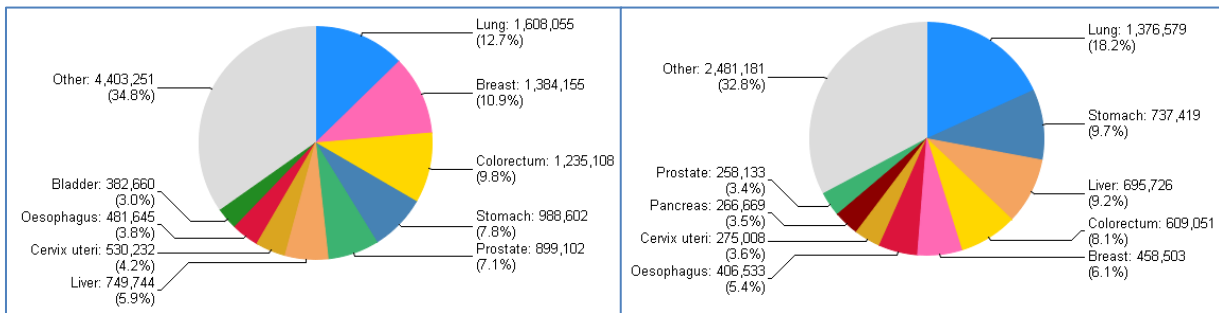 Lung: 1,608,055
(12.7%)
Breast: 1,384,155
(10.9%)
Colorectum: 1,235,108
(9.8%)
Stomach: 988,602
(7.8%)
Prostate: 899,102
(7.1%)
Liver: 749,744
(5.9%)
Cervix uteri: 530,232
(4.2%)
Oesophagus: 481,645
(3.8%)
Bladder: 382,660
(3.0%)
Other: 4,403,251
(34.8%)
Lung: 1,376,579
(18.2%)
Stomach: 737,419
(9.7%)
Liver: 695,726
(9.2%)
Colorectum: 609,051
(8.1%)
Breast: 458,503
(6.1%)
Oesophagus: 406,533
(5.4%)
Cervix uteri: 275,008
(3.6%)
Pancreas: 266,669
(3.5%)
Prostate: 258,133
(3.4%)
Other: 2,481,181
(32.8%)